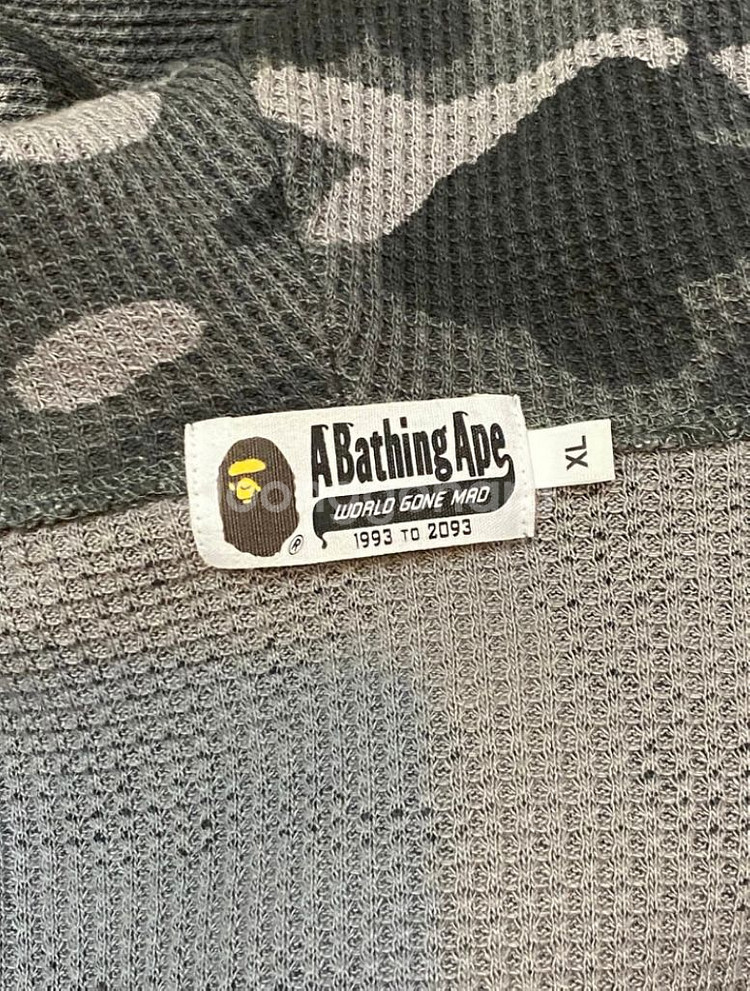 A Bathing Ape
XL
WORLD GONE MAD
®
1993 TO 2093